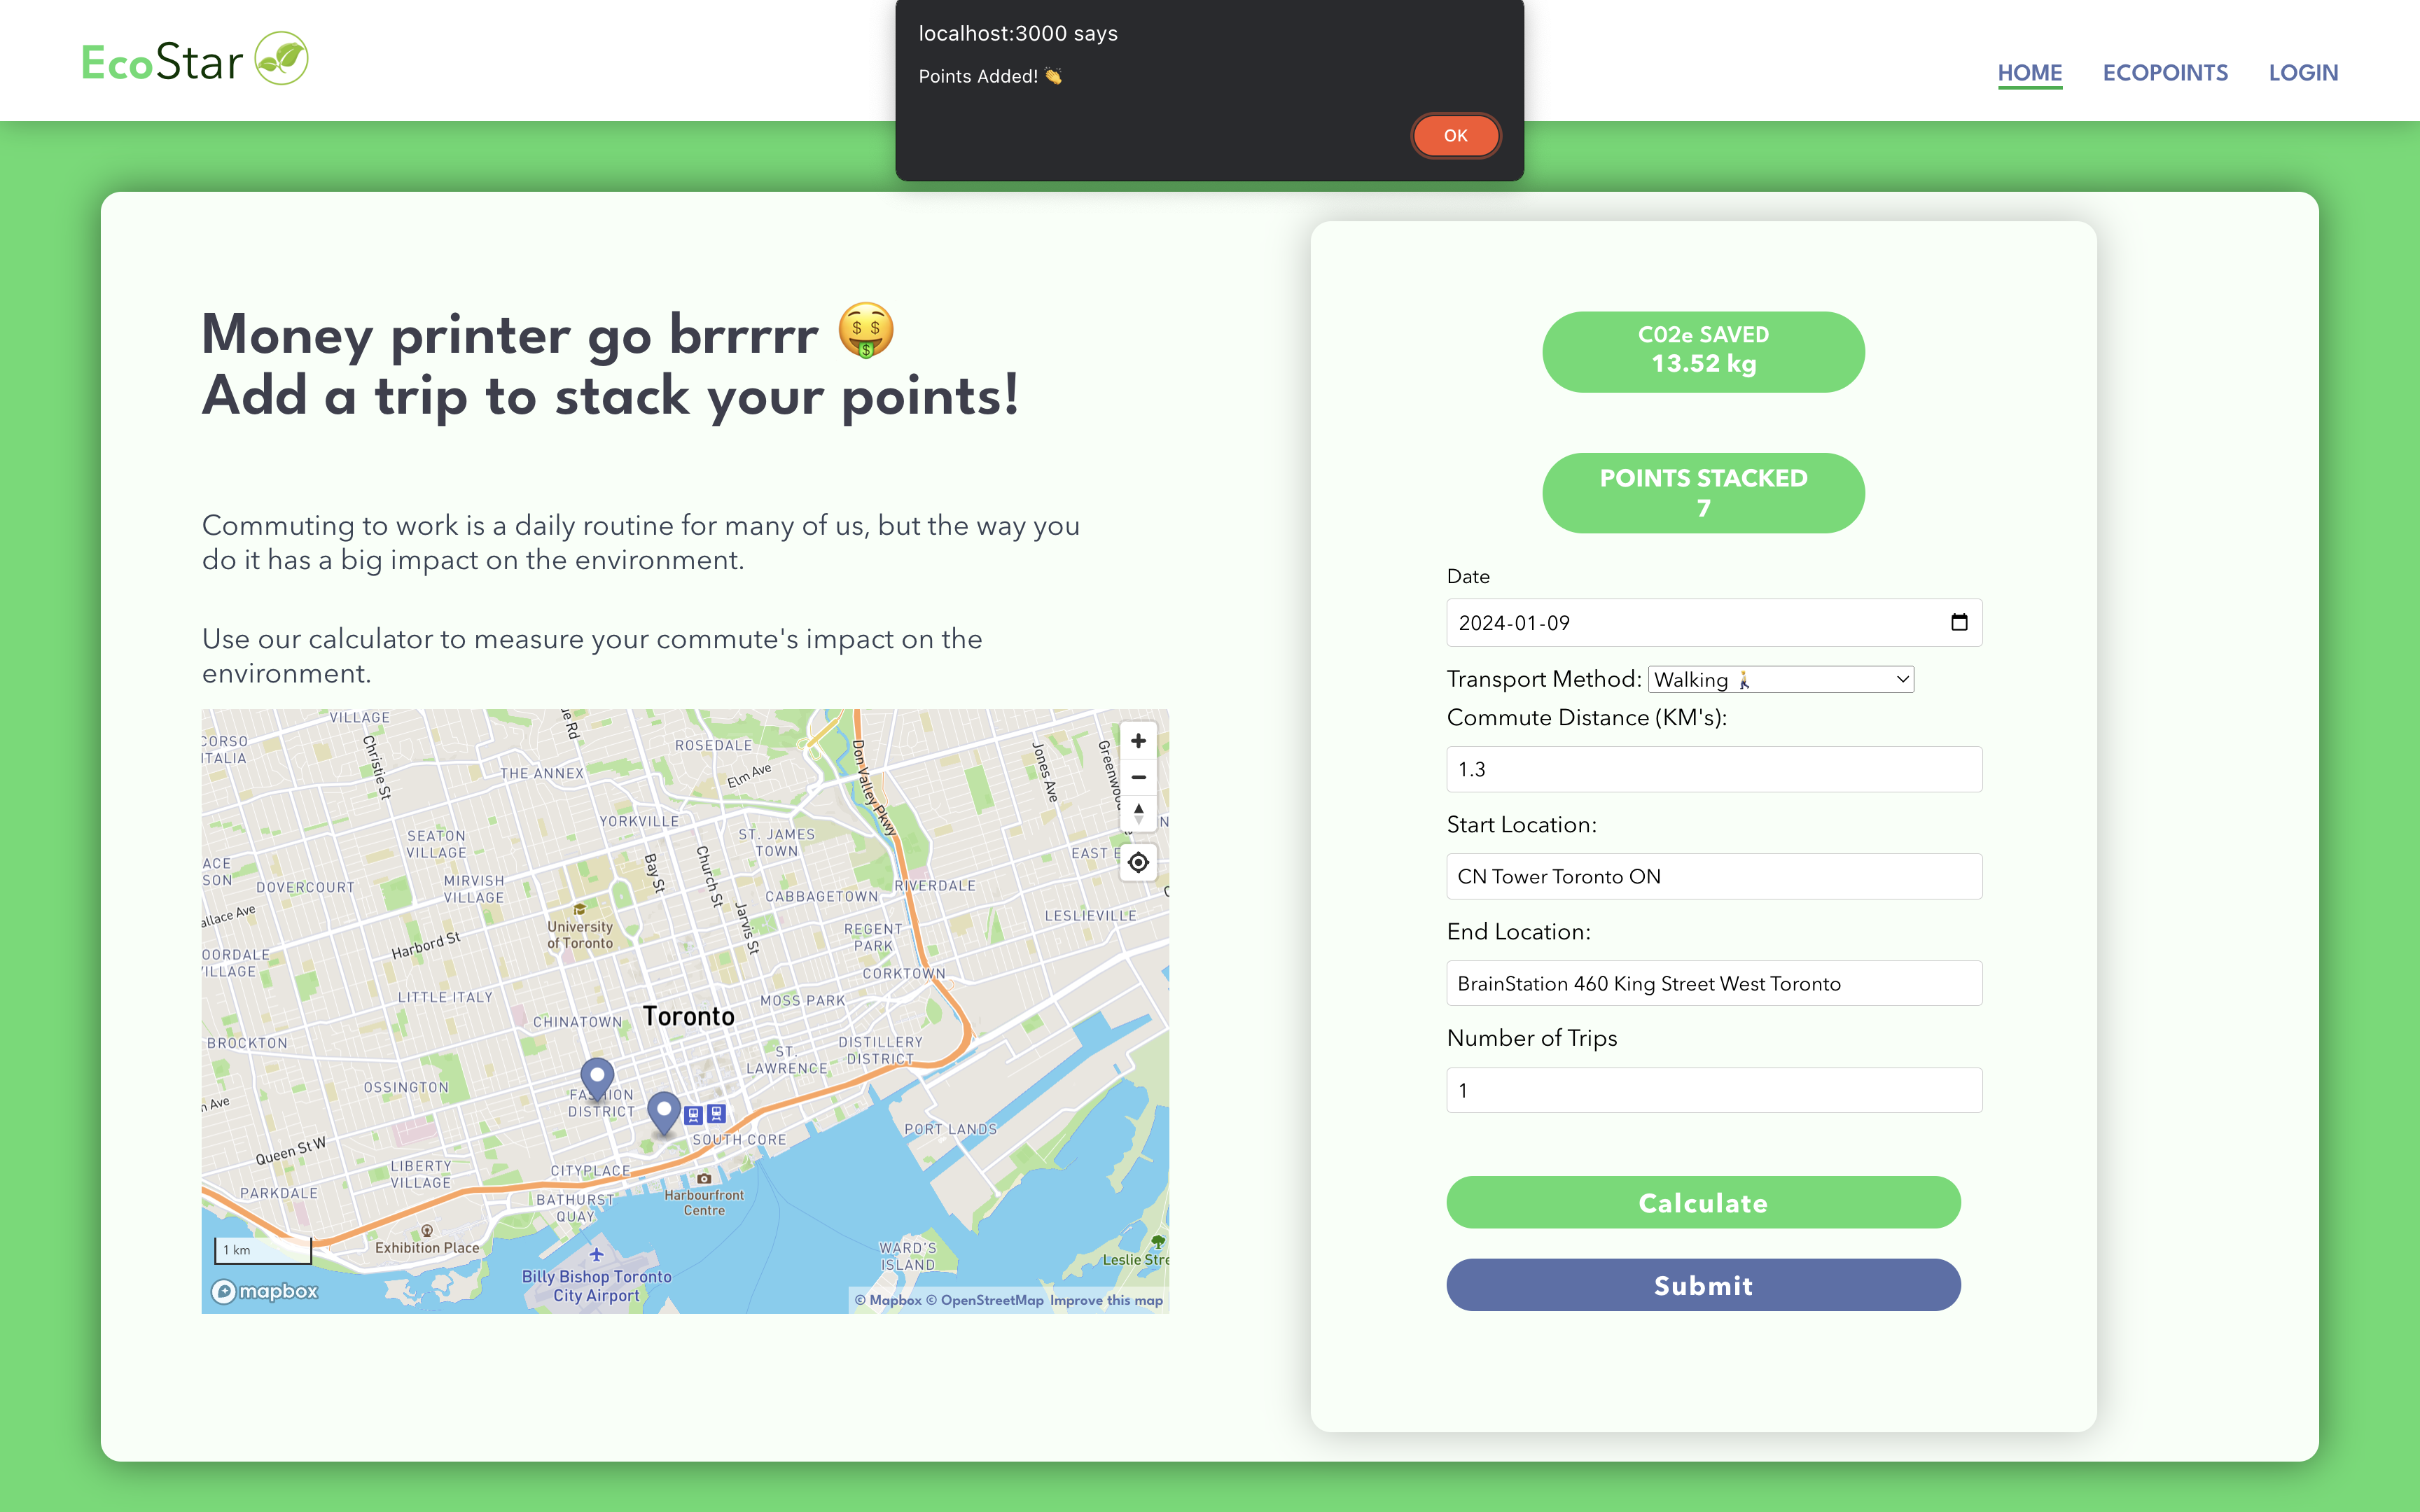 EcoStar
localhost:3000 says
Points Added! 👏
OK
HOME ECOPOINTS LOGIN
Money printer go brrrrr 🤑
Add a trip to stack your points!
Commuting to work is a daily routine for many of us, but the way you
do it has a big impact on the environment.
Use our calculator to measure your commute's impact on the
environment.
VILLAGE
CORSO
ITALIA
Christie St
ue Rd
ROSEDALE
THE ANNEX
Elm Ave
Don Valley Pkwy
Jones Ave
YORKVILLE
SEATON
VILLAGE
ST. JAMES
TOWN
EAST E
ACE
SON
DOVERCOURT
MIRVISH
VILLAGE
Bay St
Church St
CABBAGETOWN
RIVERDALE
allace Ave
University
of Toronto
Jarvis St
LESLIEVILLE
Harbord St
REGENT
PARK
OORDALE
VILLAGE
CORKTOWN
LITTLE ITALY
MOSS PARK
CHINATOWN
Toronto
BROCKTON
DISTILLERY
DISTRICT
ST.
LAWRENCE
OSSINGTON
FASHION
DISTRICT
n Ave
SOUTH CORE
PORT LANDS
Queen St W
LIBERTY
VILLAGE
CITYPLACE
PARKDALE
BATHURST
QUAY
Harbourfront
Centre
Exhibition Place
1 km
WARD'S
ISLAND
Leslie Stre
Billy Bishop Toronto
City Airport
mapbox
© Mapbox © OpenStreetMap Improve this map
C02e SAVED
13.52 kg
POINTS STACKED
7
Date
2024-01-09
Transport Method: Walking 🚶
Commute Distance (KM's):
1.3
Start Location:
CN Tower Toronto ON
End Location:
BrainStation 460 King Street West Toronto
Number of Trips
1
Calculate
Submit